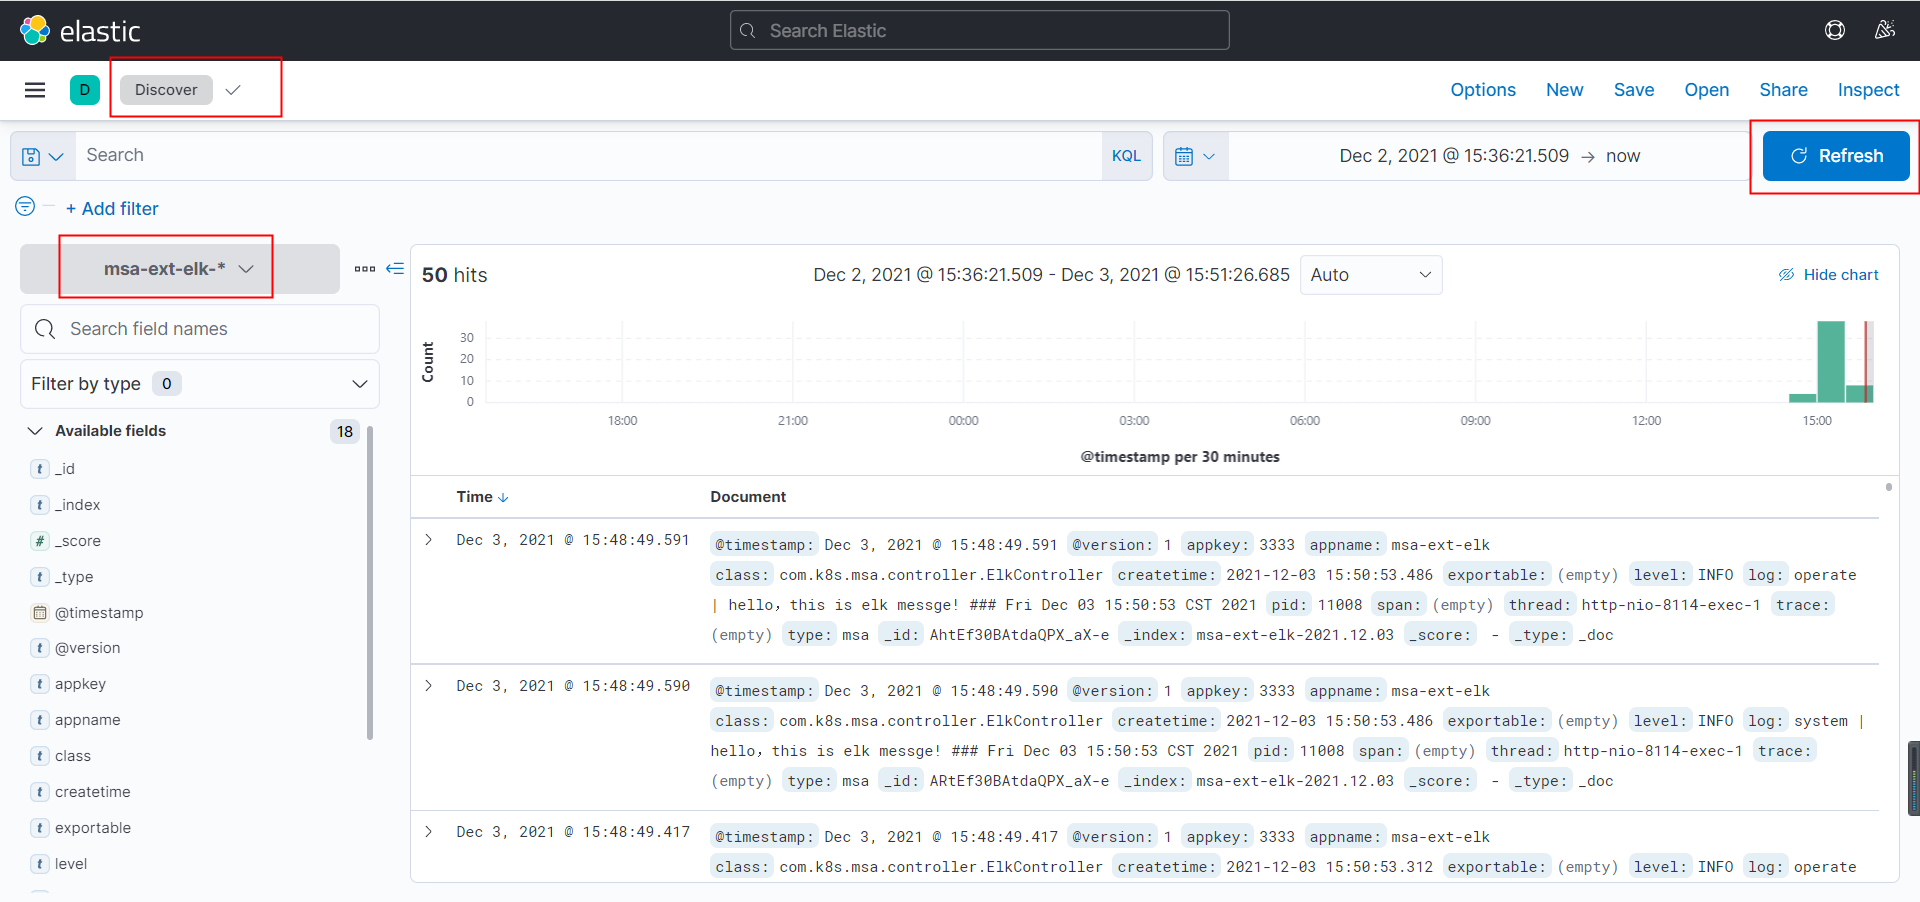 elastic
Search Elastic
D Discover
Options New Save Open Share Inspect
Search
KQL
Dec 2, 2021 @ 15:36:21.509 → now
Refresh
+ Add filter
msa-ext-elk-*
50 hits
Dec 2, 2021 @ 15:36:21.509 - Dec 3, 2021 @ 15:51:26.685
Auto
Hide chart
Search field names
Filter by type 0
Available fields 18
t _id
t _index
# _score
t _type
@timestamp
t @version
t appkey
t appname
t class
t createtime
t exportable
t level
Count
30
20
10
0
18:00 21:00 00:00 03:00 06:00 09:00 12:00 15:00
@timestamp per 30 minutes
Time ↓ Document
Dec 3, 2021 @ 15:48:49.591
@timestamp: Dec 3, 2021 @ 15:48:49.591 @version: 1 appkey: 3333 appname: msa-ext-elk
class: com.k8s.msa.controller.ElkController createtime: 2021-12-03 15:50:53.486 exportable: (empty) level: INFO log: operate
| hello，this is elk messge! ### Fri Dec 03 15:50:53 CST 2021 pid: 11008 span: (empty) thread: http-nio-8114-exec-1 trace:
(empty) type: msa _id: AhtEf30BAtdaQPX_aX-e _index: msa-ext-elk-2021.12.03 _score: - _type: _doc
Dec 3, 2021 @ 15:48:49.590
@timestamp: Dec 3, 2021 @ 15:48:49.590 @version: 1 appkey: 3333 appname: msa-ext-elk
class: com.k8s.msa.controller.ElkController createtime: 2021-12-03 15:50:53.486 exportable: (empty) level: INFO log: system |
hello，this is elk messge! ### Fri Dec 03 15:50:53 CST 2021 pid: 11008 span: (empty) thread: http-nio-8114-exec-1 trace:
(empty) type: msa _id: ARtEf30BAtdaQPX_aX-e _index: msa-ext-elk-2021.12.03 _score: - _type: _doc
Dec 3, 2021 @ 15:48:49.417
@timestamp: Dec 3, 2021 @ 15:48:49.417 @version: 1 appkey: 3333 appname: msa-ext-elk
class: com.k8s.msa.controller.ElkController createtime: 2021-12-03 15:50:53.312 exportable: (empty) level: INFO log: operate